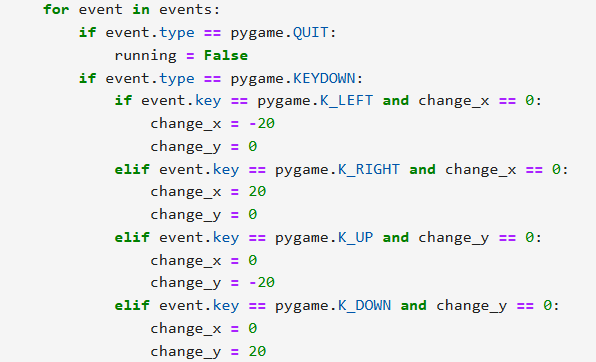 for event in events:
    if event.type == pygame.QUIT:
        running = False
    if event.type == pygame.KEYDOWN:
        if event.key == pygame.K_LEFT and change_x == 0:
            change_x = -20
            change_y = 0
        elif event.key == pygame.K_RIGHT and change_x == 0:
            change_x = 20
            change_y = 0
        elif event.key == pygame.K_UP and change_y == 0:
            change_x = 0
            change_y = -20
        elif event.key == pygame.K_DOWN and change_y == 0:
            change_x = 0
            change_y = 20